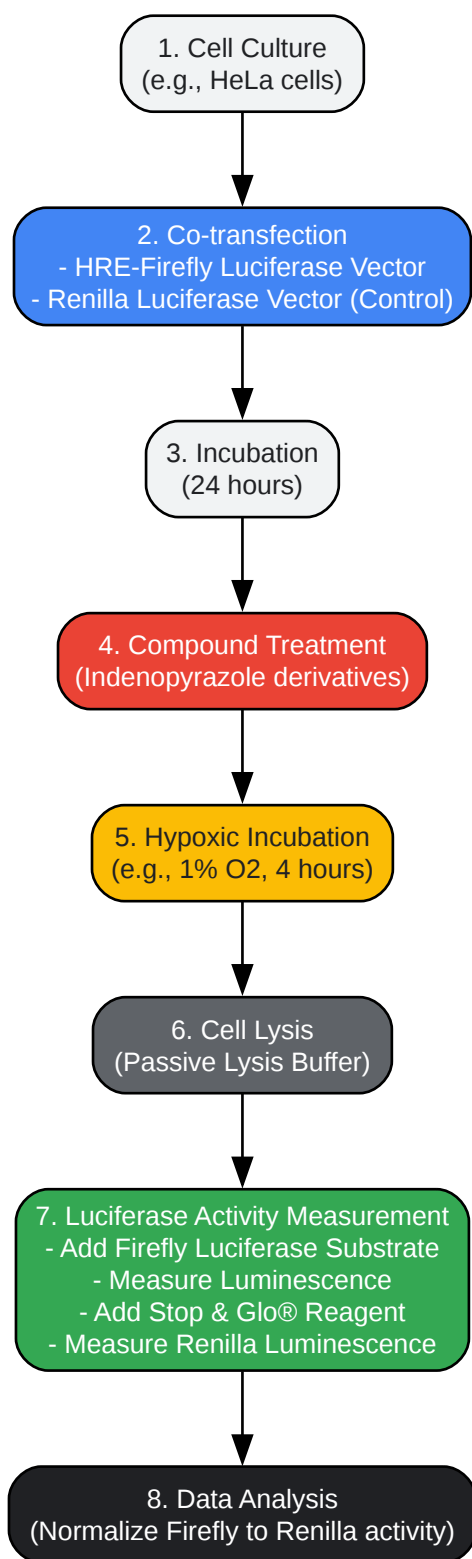 1. Cell Culture
(e.g., HeLa cells)
2. Co-transfection
- HRE-Firefly Luciferase Vector
- Renilla Luciferase Vector (Control)
3. Incubation
(24 hours)
4. Compound Treatment
(Indenopyrazole derivatives)
5. Hypoxic Incubation
(e.g., 1% O2, 4 hours)
6. Cell Lysis
(Passive Lysis Buffer)
7. Luciferase Activity Measurement
- Add Firefly Luciferase Substrate
- Measure Luminescence
- Add Stop & Glo® Reagent
- Measure Renilla Luminescence
8. Data Analysis
(Normalize Firefly to Renilla activity)